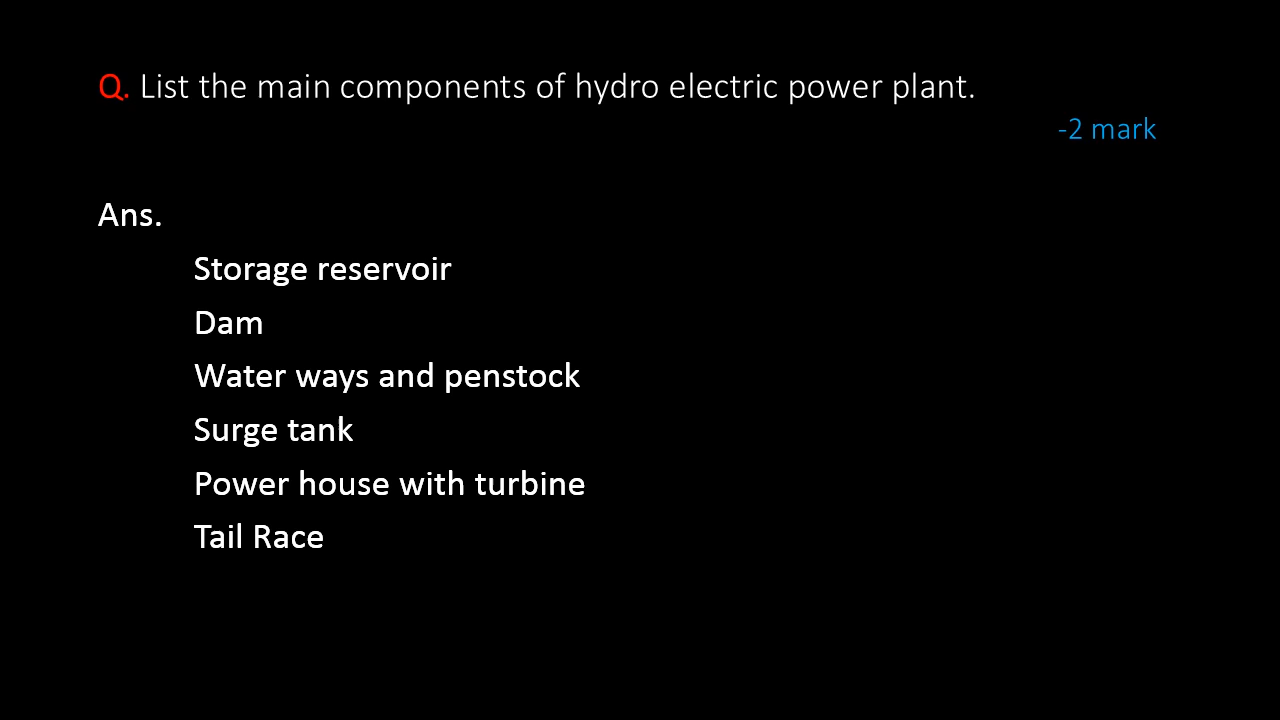 Q. List the main components of hydro electric power plant.
-2 mark
Ans.
Storage reservoir
Dam
Water ways and penstock
Surge tank
Power house with turbine
Tail Race